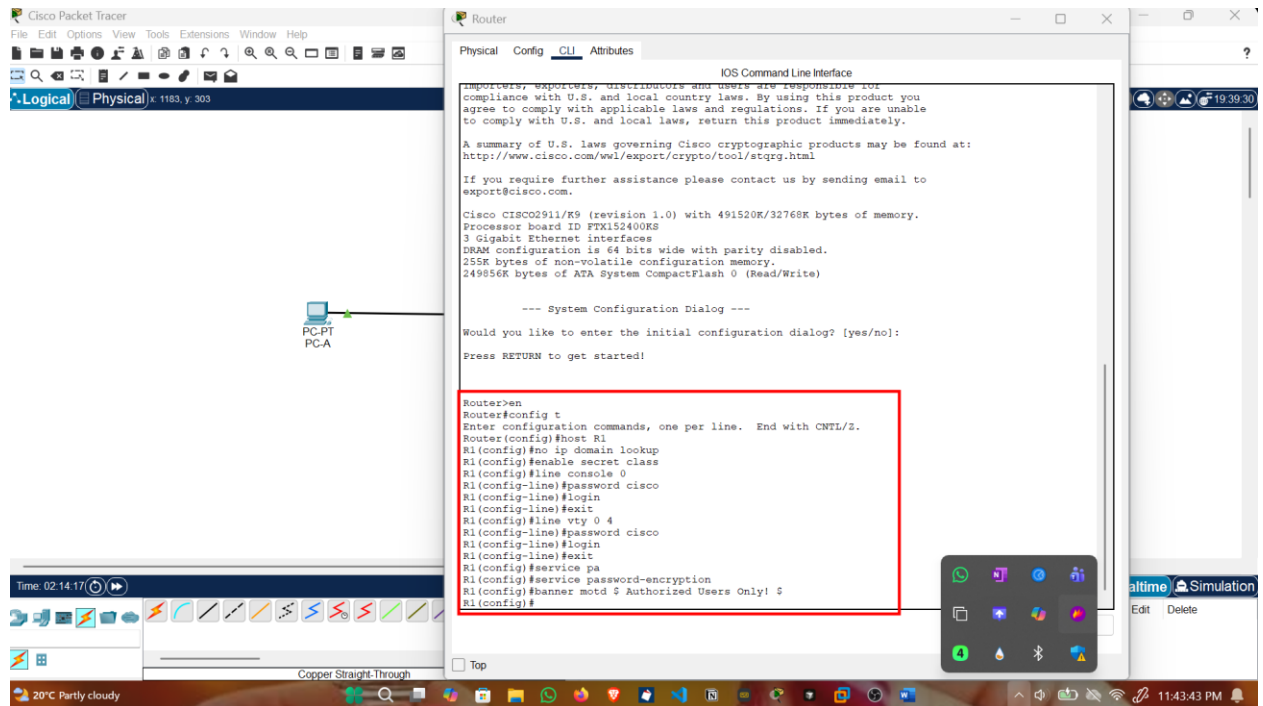 Cisco Packet Tracer
File Edit Options View Tools Extensions Window Help
Logical Physical x: 1183, y: 303
19:39:30
PC-PT
PC-A
Router
Physical Config CLI Attributes
?
IOS Command Line Interface
importers, exporters, distributors and users are responsible for
compliance with U.S. and local country laws. By using this product you
agree to comply with applicable laws and regulations. If you are unable
to comply with U.S. and local laws, return this product immediately.
A summary of U.S. laws governing Cisco cryptographic products may be found at:
http://www.cisco.com/wwl/export/crypto/tool/stqrg.html
If you require further assistance please contact us by sending email to
export@cisco.com.
Cisco CISCO2911/K9 (revision 1.0) with 491520K/32768K bytes of memory.
Processor board ID FTX152400KS
3 Gigabit Ethernet interfaces
DRAM configuration is 64 bits wide with parity disabled.
255K bytes of non-volatile configuration memory.
249856K bytes of ATA System CompactFlash 0 (Read/Write)
--- System Configuration Dialog ---
Would you like to enter the initial configuration dialog? [yes/no]:
Press RETURN to get started!
Router>en
Router#config t
Enter configuration commands, one per line. End with CNTL/Z.
Router(config)#host R1
R1(config)#no ip domain lookup
R1(config)#enable secret class
R1(config)#line console 0
R1(config-line)#password cisco
R1(config-line)#login
R1(config-line)#exit
R1(config)#line vty 0 4
R1(config-line)#password cisco
R1(config-line)#login
R1(config-line)#exit
R1(config)#service pa
R1(config)#service password-encryption
R1(config)#banner motd $ Authorized Users Only! $
R1(config)#
Top
Time: 02:14:17
altime Simulation
Edit Delete
Copper Straight-Through
4
20°C Partly cloudy
11:43:43 PM